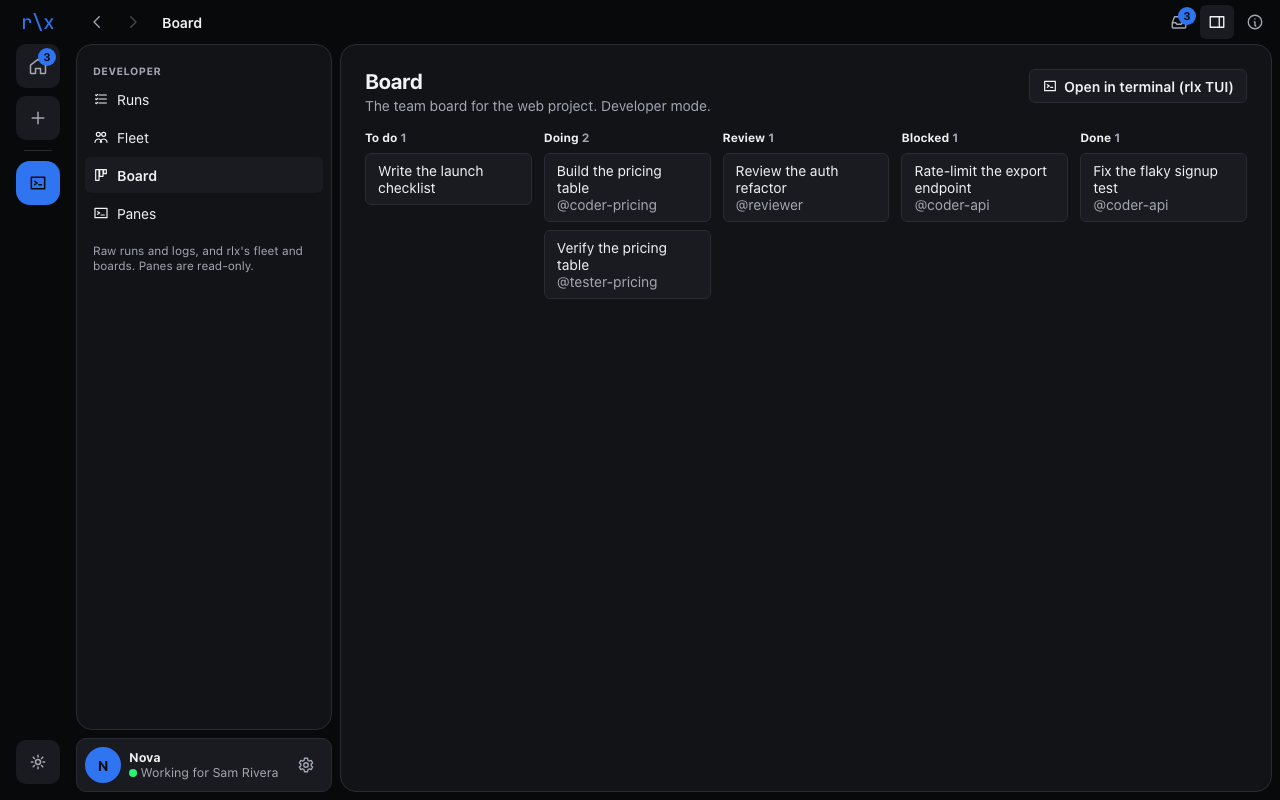 r\x
Board
3
3
DEVELOPER
Runs
Fleet
Board
Panes
Raw runs and logs, and rlx's fleet and
boards. Panes are read-only.
N
Nova
Working for Sam Rivera
Board
The team board for the web project. Developer mode.
Open in terminal (rlx TUI)
To do 1
Write the launch
checklist
Doing 2
Build the pricing
table
@coder-pricing
Verify the pricing
table
@tester-pricing
Review 1
Review the auth
refactor
@reviewer
Blocked 1
Rate-limit the export
endpoint
@coder-api
Done 1
Fix the flaky signup
test
@coder-api